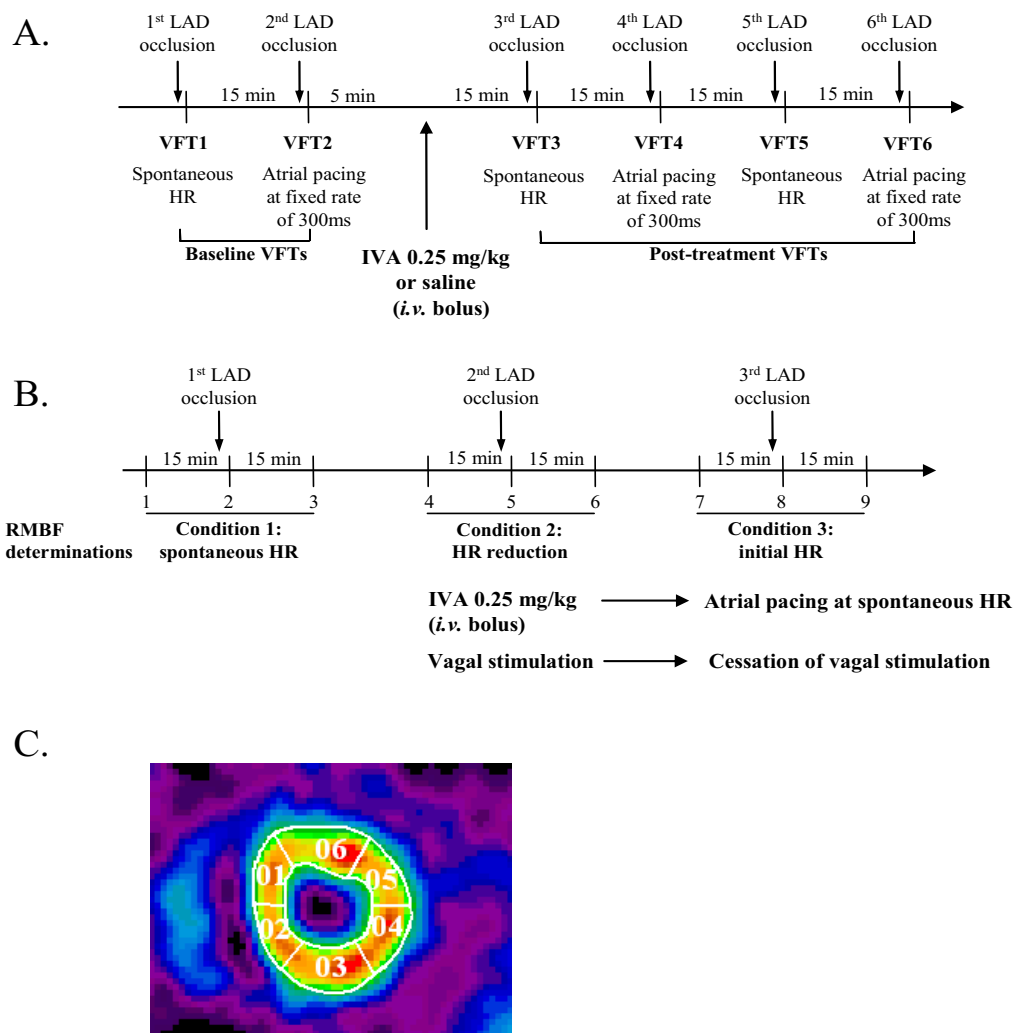 A.
1st LAD occlusion
2nd LAD occlusion
3rd LAD occlusion
4th LAD occlusion
5th LAD occlusion
6th LAD occlusion
15 min 5 min 15 min 15 min 15 min 15 min
VFT1 VFT2 VFT3 VFT4 VFT5 VFT6
Spontaneous HR
Atrial pacing at fixed rate of 300ms
Spontaneous HR
Atrial pacing at fixed rate of 300ms
Spontaneous HR
Atrial pacing at fixed rate of 300ms
Baseline VFTs
IVA 0.25 mg/kg
or saline
(i.v. bolus)
Post-treatment VFTs
B.
1st LAD occlusion
2nd LAD occlusion
3rd LAD occlusion
15 min 15 min 15 min 15 min 15 min 15 min
1 2 3 4 5 6 7 8 9
RMBF
determinations
Condition 1:
spontaneous HR
Condition 2:
HR reduction
Condition 3:
initial HR
IVA 0.25 mg/kg
(i.v. bolus)
Atrial pacing at spontaneous HR
Vagal stimulation
Cessation of vagal stimulation
C.
06
01
05
02
04
03